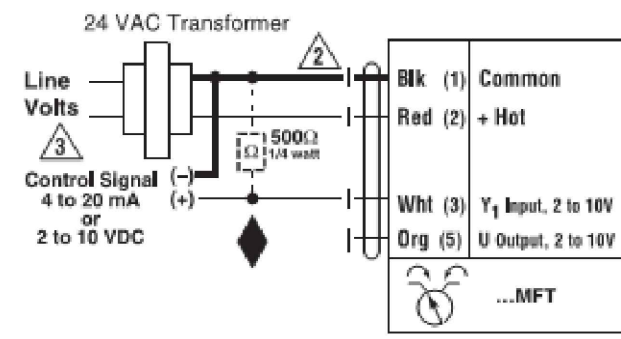 24 VAC Transformer
2
Line
Volts
3
Control Signal (–)
4 to 20 mA (+)
or
2 to 10 VDC
500Ω
Ω 1/4 watt
Blk (1) Common
Red (2) + Hot
Wht (3) Y1 Input, 2 to 10V
Org (5) U Output, 2 to 10V
...MFT